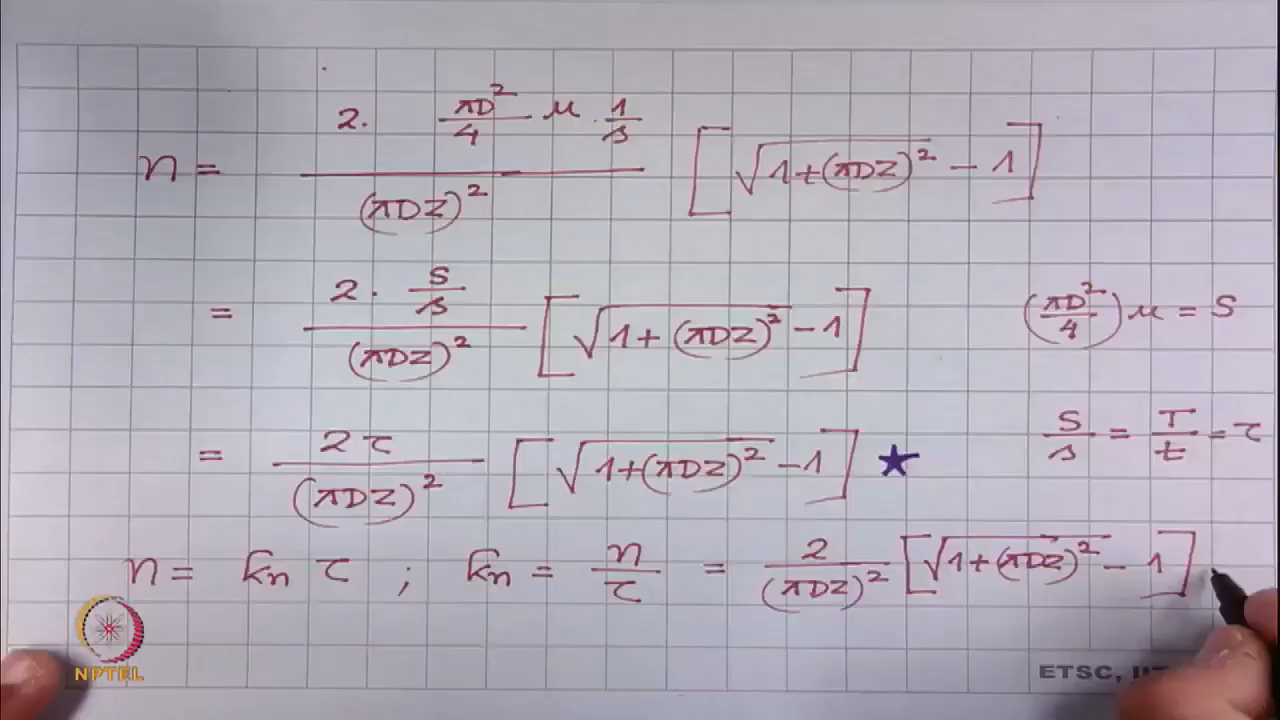 n = 2 · πD²/4 μ · 1/s / (πDZ)² [√1+(πDZ)² − 1]
= 2 · S/s / (πDZ)² [√1+(πDZ)² − 1]
(πD²/4) μ = S
= 2τ / (πDZ)² [√1+(πDZ)² − 1] ★
S/s = T/t = τ
n = kn τ ; kn = n/τ = 2/(πDZ)² [√1+(πDZ)² − 1]
NPTEL
ETSC,